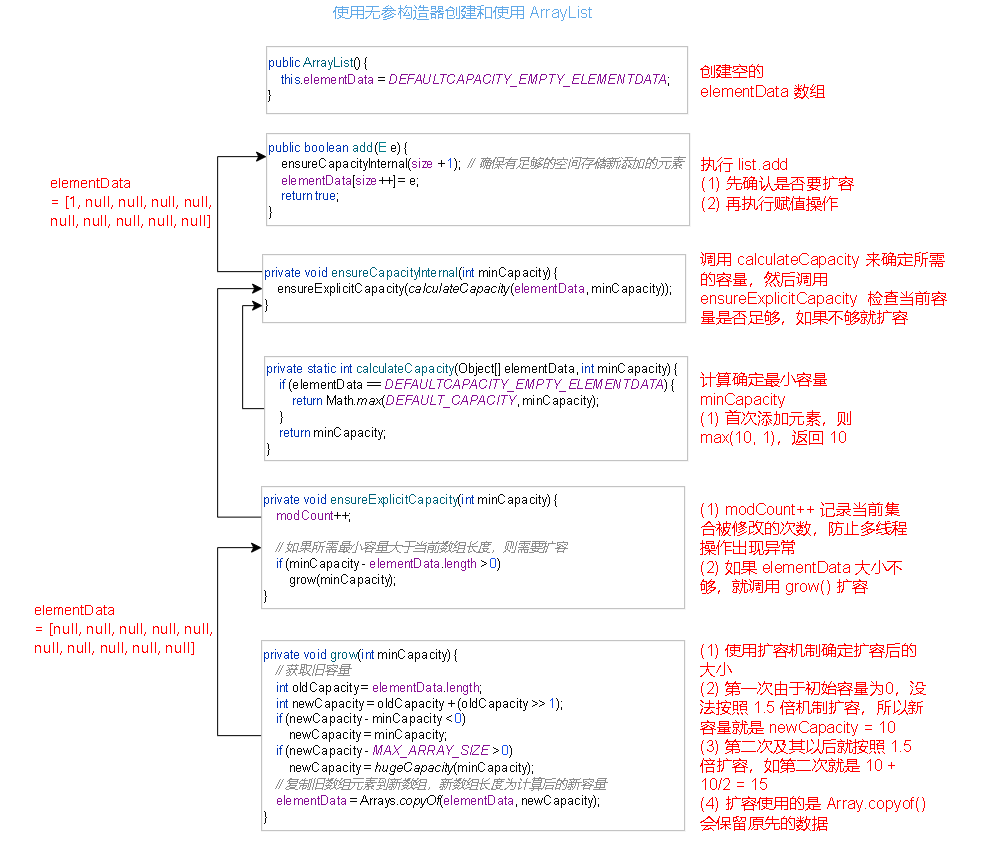 使用无参构造器创建和使用 ArrayList
public ArrayList() {
this.elementData = DEFAULTCAPACITY_EMPTY_ELEMENTDATA;
}
创建空的
elementData 数组
public boolean add(E e) {
ensureCapacityInternal(size + 1); // 确保有足够的空间存储新添加的元素
elementData[size++] = e;
return true;
}
执行 list.add
(1) 先确认是否要扩容
(2) 再执行赋值操作
elementData
= [1, null, null, null, null,
null, null, null, null, null]
private void ensureCapacityInternal(int minCapacity) {
ensureExplicitCapacity(calculateCapacity(elementData, minCapacity));
}
调用 calculateCapacity 来确定所需
的容量，然后调用
ensureExplicitCapacity 检查当前容
量是否足够，如果不够就扩容
private static int calculateCapacity(Object[] elementData, int minCapacity) {
if (elementData == DEFAULTCAPACITY_EMPTY_ELEMENTDATA) {
return Math.max(DEFAULT_CAPACITY, minCapacity);
}
return minCapacity;
}
计算确定最小容量
minCapacity
(1) 首次添加元素，则
max(10, 1)，返回 10
private void ensureExplicitCapacity(int minCapacity) {
modCount++;
// 如果所需最小容量大于当前数组长度，则需要扩容
if (minCapacity - elementData.length > 0)
grow(minCapacity);
}
(1) modCount++ 记录当前集
合被修改的次数，防止多线程
操作出现异常
(2) 如果 elementData 大小不
够，就调用 grow() 扩容
elementData
= [null, null, null, null, null,
null, null, null, null, null]
private void grow(int minCapacity) {
// 获取旧容量
int oldCapacity = elementData.length;
int newCapacity = oldCapacity + (oldCapacity >> 1);
if (newCapacity - minCapacity < 0)
newCapacity = minCapacity;
if (newCapacity - MAX_ARRAY_SIZE > 0)
newCapacity = hugeCapacity(minCapacity);
// 复制旧数组元素到新数组，新数组长度为计算后的新容量
elementData = Arrays.copyOf(elementData, newCapacity);
}
(1) 使用扩容机制确定扩容后的
大小
(2) 第一次由于初始容量为0，没
法按照 1.5 倍机制扩容，所以新
容量就是 newCapacity = 10
(3) 第二次及其以后就按照 1.5
倍扩容，如第二次就是 10 +
10/2 = 15
(4) 扩容使用的是 Array.copyof()
会保留原先的数据